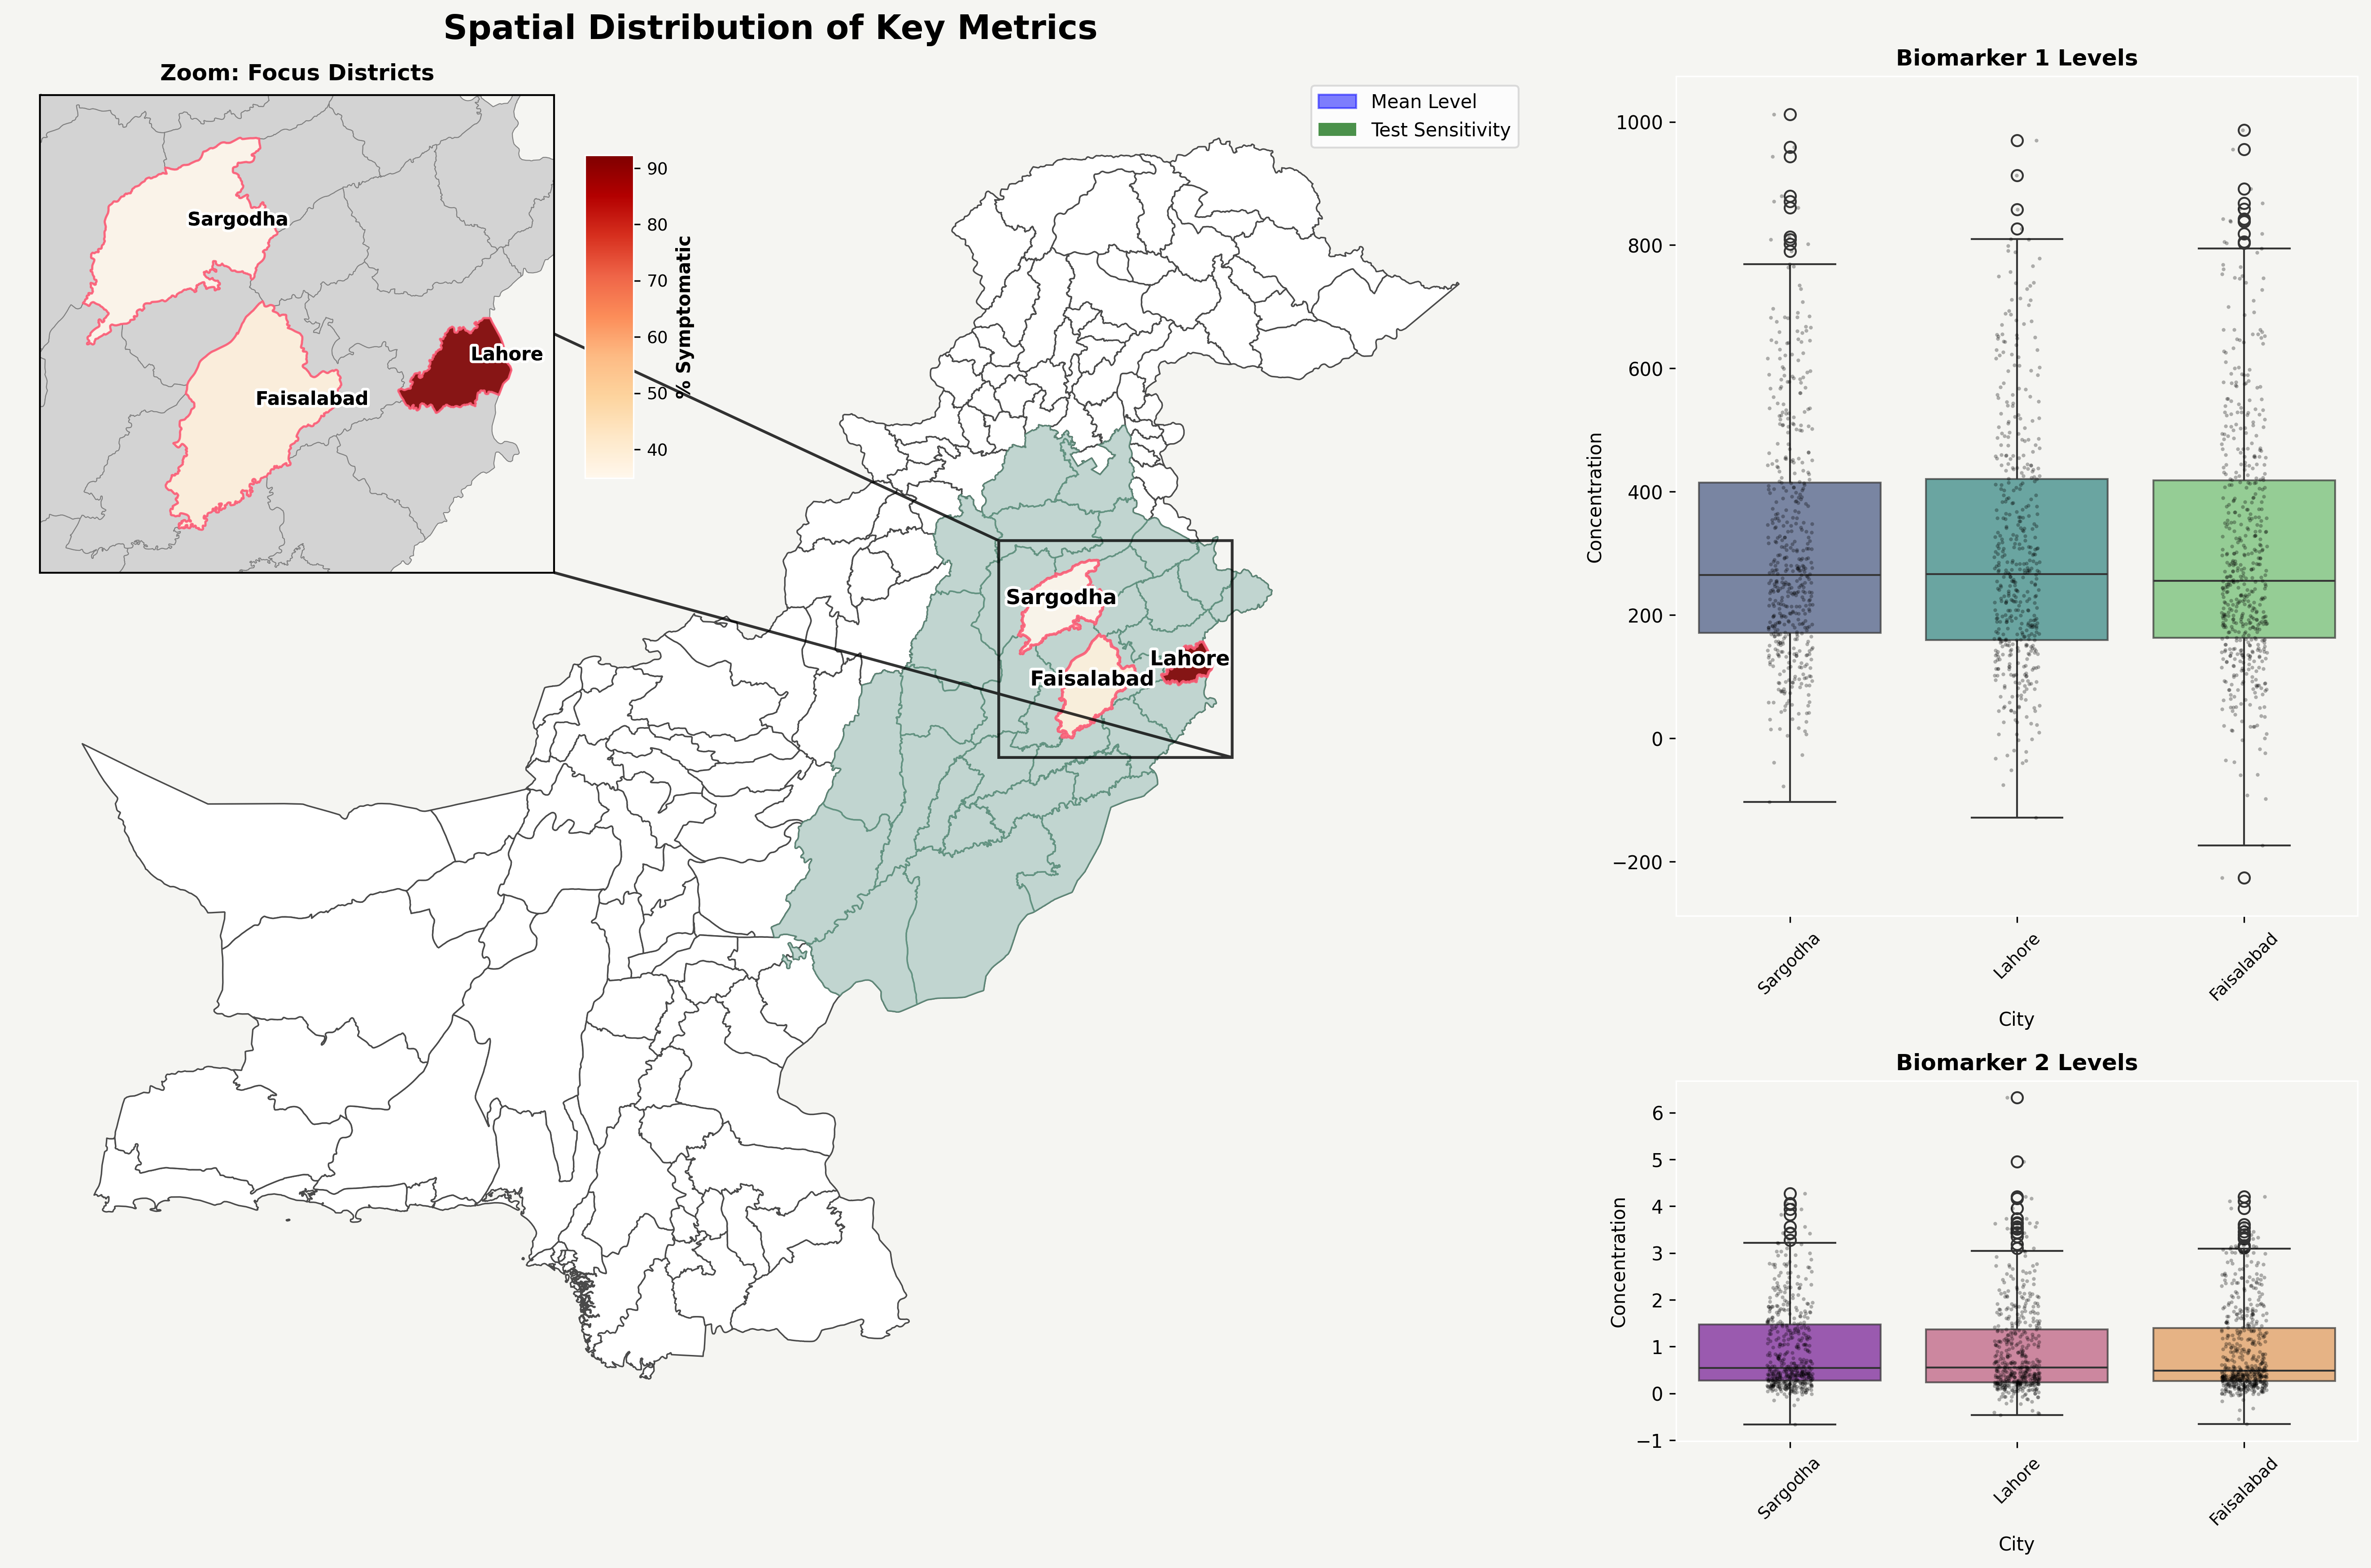 Spatial Distribution of Key Metrics
Zoom: Focus Districts
Sargodha
Lahore
Faisalabad
90
80
70
60
50
40
% Symptomatic
Mean Level
Test Sensitivity
Sargodha
Lahore
Faisalabad
Biomarker 1 Levels
1000
800
600
400
200
0
−200
Concentration
Sargodha
Lahore
Faisalabad
City
Biomarker 2 Levels
6
5
4
3
2
1
0
−1
Concentration
Sargodha
Lahore
Faisalabad
City